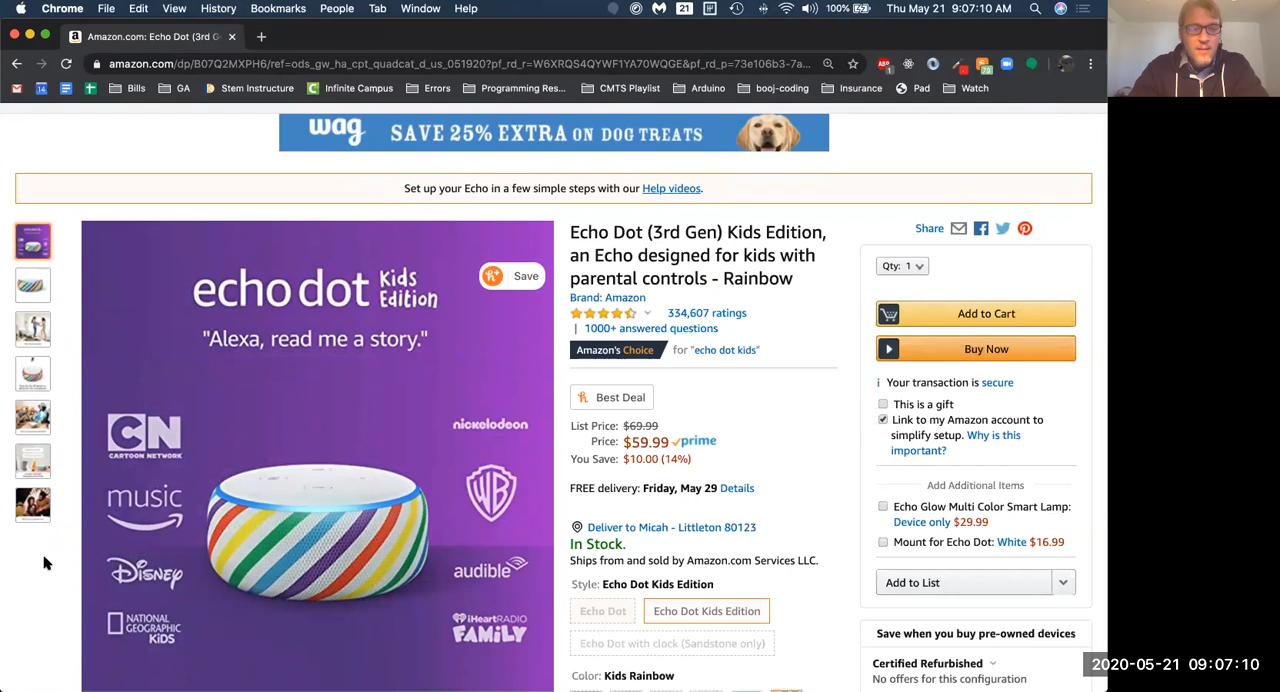 Chrome File Edit View History Bookmarks People Tab Window Help
21 100% Thu May 21 9:07:10 AM
Amazon.com: Echo Dot (3rd G
amazon.com/dp/B07Q2MXPH6/ref=ods_gw_ha_cpt_quadcat_d_us_051920?pf_rd_r=W6XRQS4QYWF1YA70WQGE&pf_rd_p=73e106b3-7a...
Bills GA Stem Instructure Infinite Campus Errors Programming Res... CMTS Playlist Arduino booj-coding Insurance Pad Watch
wag SAVE 25% EXTRA ON DOG TREATS
Set up your Echo in a few simple steps with our Help videos.
echo dot Kids Edition
"Alexa, read me a story."
Save
CN
CARTOON NETWORK
nickelodeon
music
WB
Disney
audible
NATIONAL GEOGRAPHIC KiDS
iHeartRADIO FAMiLY
Echo Dot (3rd Gen) Kids Edition,
an Echo designed for kids with
parental controls - Rainbow
Brand: Amazon
334,607 ratings
| 1000+ answered questions
Amazon's Choice for "echo dot kids"
Best Deal
List Price: $69.99
Price: $59.99 prime
You Save: $10.00 (14%)
FREE delivery: Friday, May 29 Details
Deliver to Micah - Littleton 80123
In Stock.
Ships from and sold by Amazon.com Services LLC.
Style: Echo Dot Kids Edition
Echo Dot Echo Dot Kids Edition
Echo Dot with clock (Sandstone only)
Color: Kids Rainbow
Share
Qty: 1
Add to Cart
Buy Now
Your transaction is secure
This is a gift
Link to my Amazon account to
simplify setup. Why is this
important?
Add Additional Items
Echo Glow Multi Color Smart Lamp:
Device only $29.99
Mount for Echo Dot: White $16.99
Add to List
Save when you buy pre-owned devices
Certified Refurbished
No offers for this configuration
2020-05-21 09:07:10